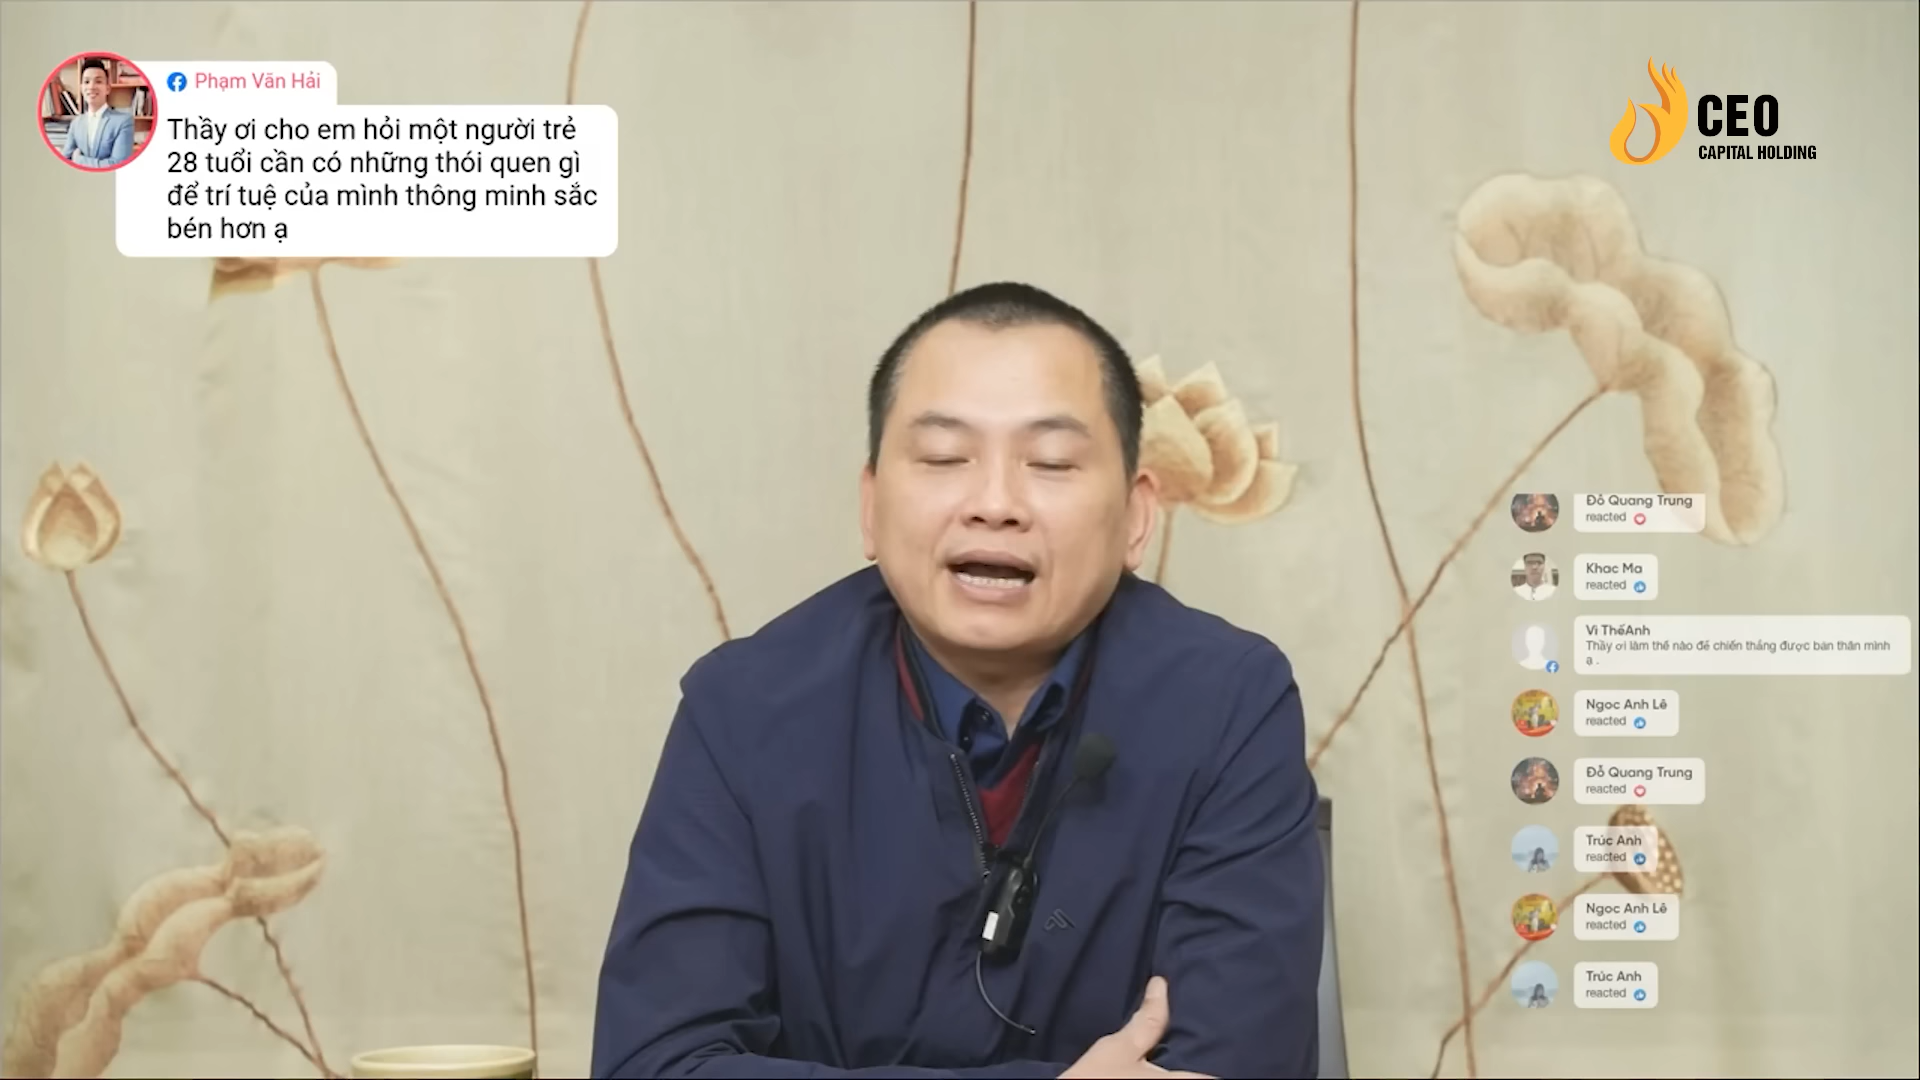 Phạm Văn Hải
Thầy ơi cho em hỏi một người trẻ
28 tuổi cần có những thói quen gì
để trí tuệ của mình thông minh sắc
bén hơn ạ
CEO
CAPITAL HOLDING
Đỗ Quang Trung
reacted
Khac Ma
reacted
Vi ThếAnh
Thầy ơi làm thế nào để chiến thắng được bản thân mình
ạ .
Ngoc Anh Lê
reacted
Đỗ Quang Trung
reacted
Trúc Anh
reacted
Ngoc Anh Lê
reacted
Trúc Anh
reacted